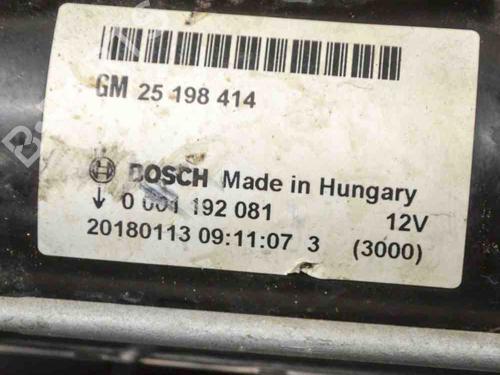 GM 25 198 414
BOSCH Made in Hungary
0 001 192 081 12V
20180113 09:11:07 3 (3000)